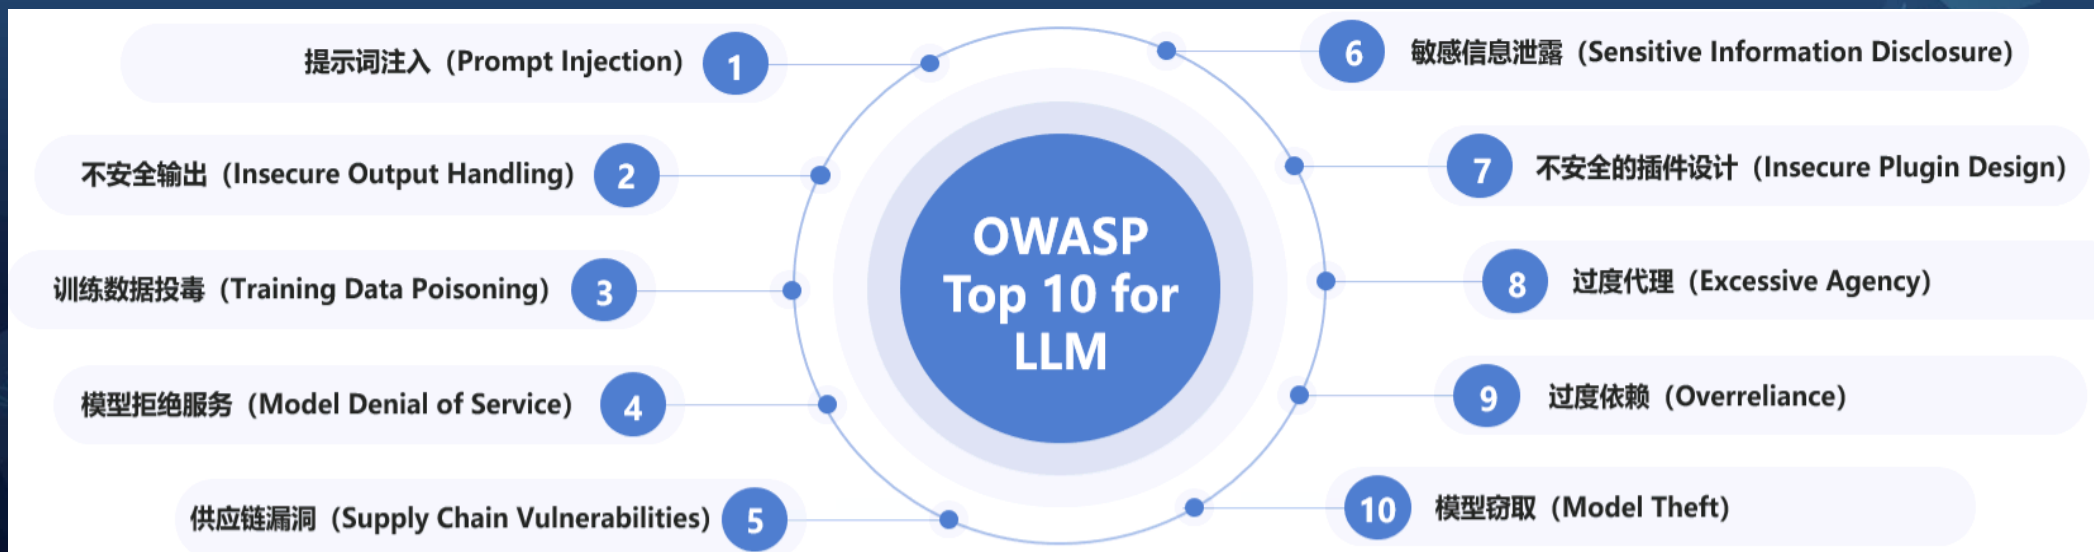 提示词注入（Prompt Injection）
1
不安全输出（Insecure Output Handling）
2
训练数据投毒（Training Data Poisoning）
3
模型拒绝服务（Model Denial of Service）
4
供应链漏洞（Supply Chain Vulnerabilities）
5
OWASP
Top 10 for
LLM
6
敏感信息泄露（Sensitive Information Disclosure）
7
不安全的插件设计（Insecure Plugin Design）
8
过度代理（Excessive Agency）
9
过度依赖（Overreliance）
10
模型窃取（Model Theft）